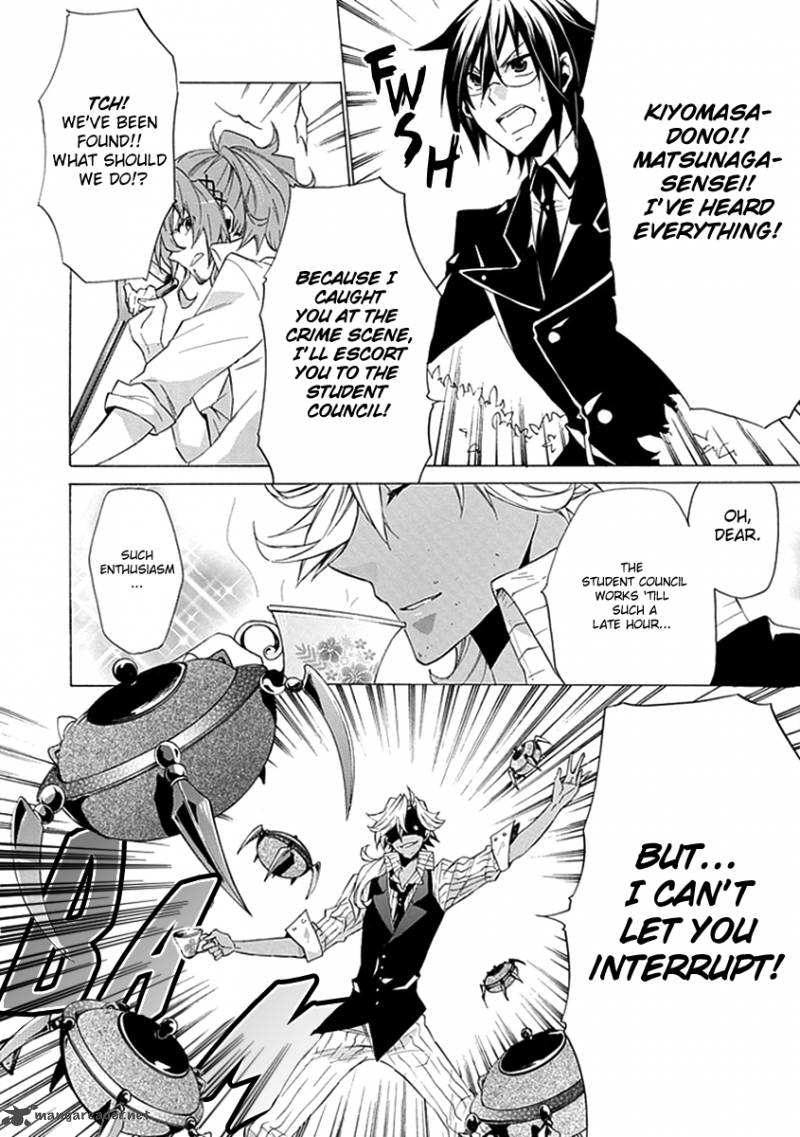 KIYOMASA-
DONO!!
MATSUNAGA-
SENSEI!
I'VE HEARD
EVERYTHING!
FWSH
BECAUSE I
CAUGHT
YOU AT THE
CRIME SCENE,
I'LL ESCORT
YOU TO THE
STUDENT
COUNCIL!
TCH!
WE'VE BEEN
FOUND!!
WHAT SHOULD
WE DO!?
OH,
DEAR.
THE
STUDENT COUNCIL
WORKS 'TILL
SUCH A
LATE HOUR...
SUCH
ENTHUSIASM
...
BUT...
I CAN'T
LET YOU
INTERRUPT!
BA
mangareader.net